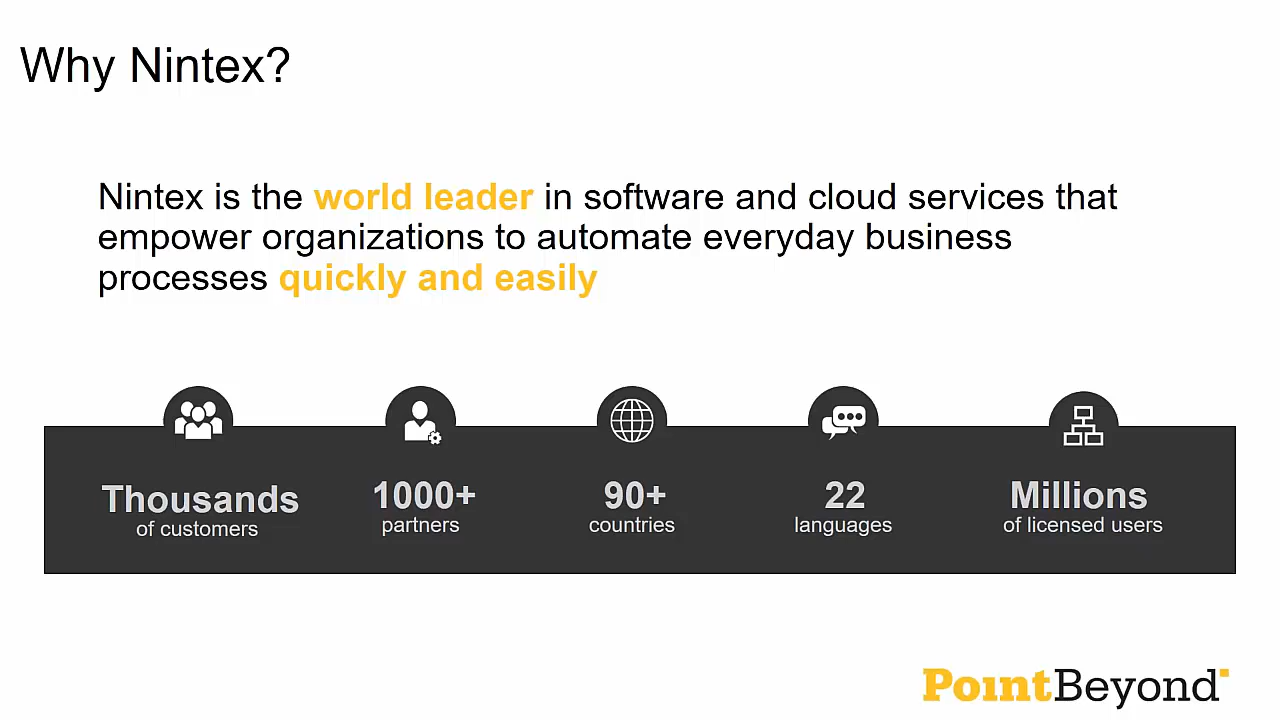 Why Nintex?
Nintex is the world leader in software and cloud services that
empower organizations to automate everyday business
processes quickly and easily
Thousands
of customers
1000+
partners
90+
countries
22
languages
Millions
of licensed users
PointBeyond